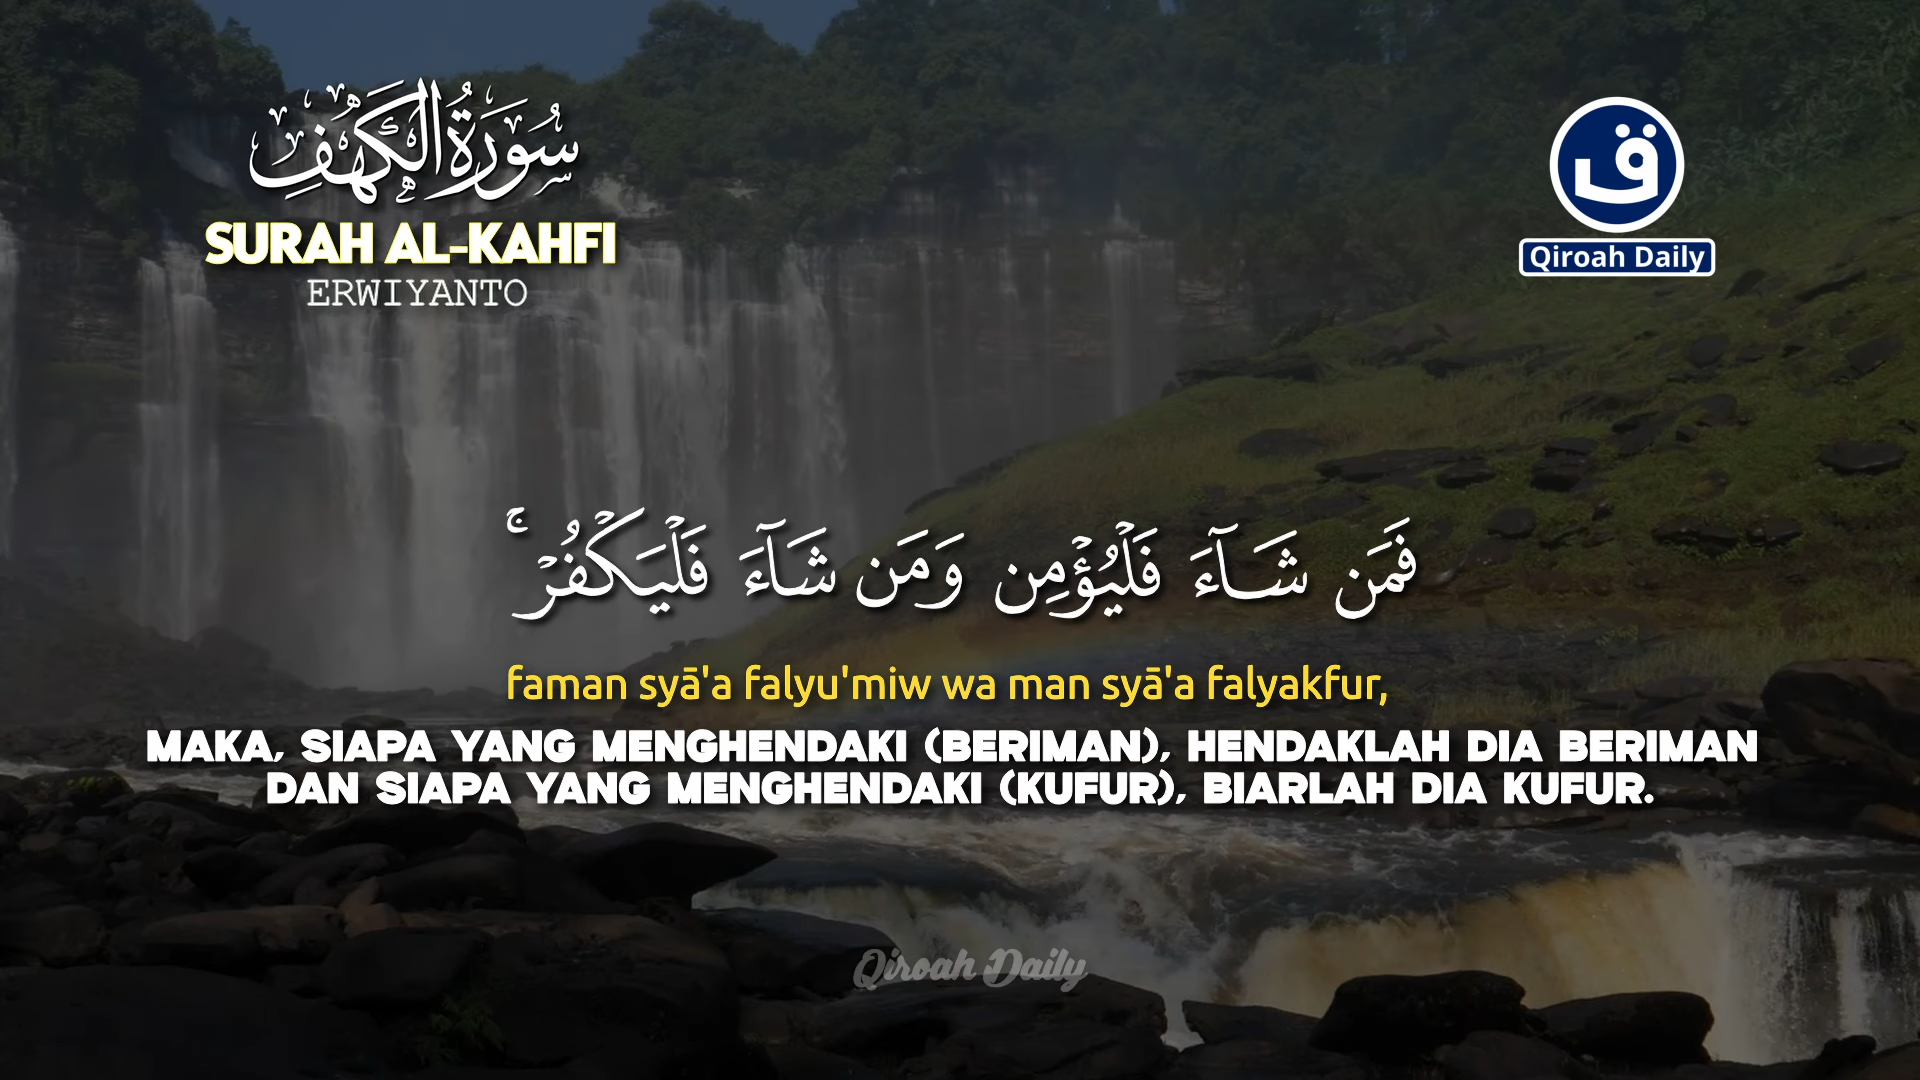 سُورَةُ الْكَهْفِ
SURAH AL-KAHFI
ERWIYANTO
ق
Qiroah Daily
فَمَن شَآءَ فَلْيُؤْمِن وَمَن شَآءَ فَلْيَكْفُرْ ۚ
faman syā'a falyu'miw wa man syā'a falyakfur,
MAKA, SIAPA YANG MENGHENDAKI (BERIMAN), HENDAKLAH DIA BERIMAN
DAN SIAPA YANG MENGHENDAKI (KUFUR), BIARLAH DIA KUFUR.
Qiroah Daily